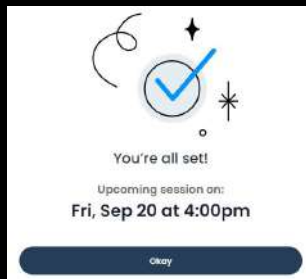 You're all set!
Upcoming session on:
Fri, Sep 20 at 4:00pm
Okay